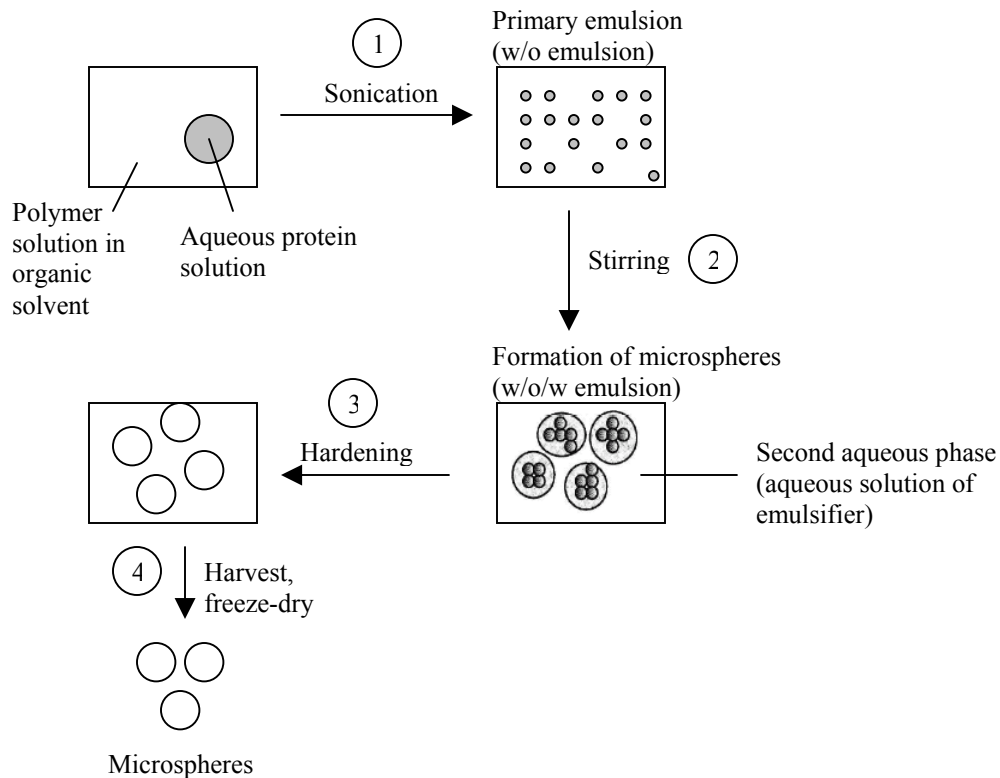 1
Sonication
Primary emulsion
(w/o emulsion)
Polymer
solution in
organic
solvent
Aqueous protein
solution
Stirring
2
Formation of microspheres
(w/o/w emulsion)
3
Hardening
Second aqueous phase
(aqueous solution of
emulsifier)
4
Harvest,
freeze-dry
Microspheres